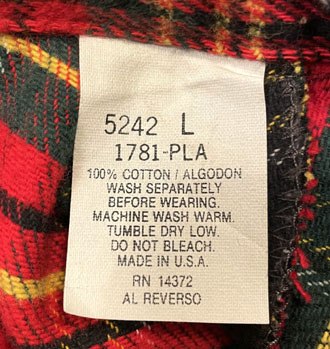 5242 L
1781-PLA
100% COTTON / ALGODON
WASH SEPARATELY
BEFORE WEARING.
MACHINE WASH WARM.
TUMBLE DRY LOW.
DO NOT BLEACH.
MADE IN U.S.A.
RN 14372
AL REVERSO